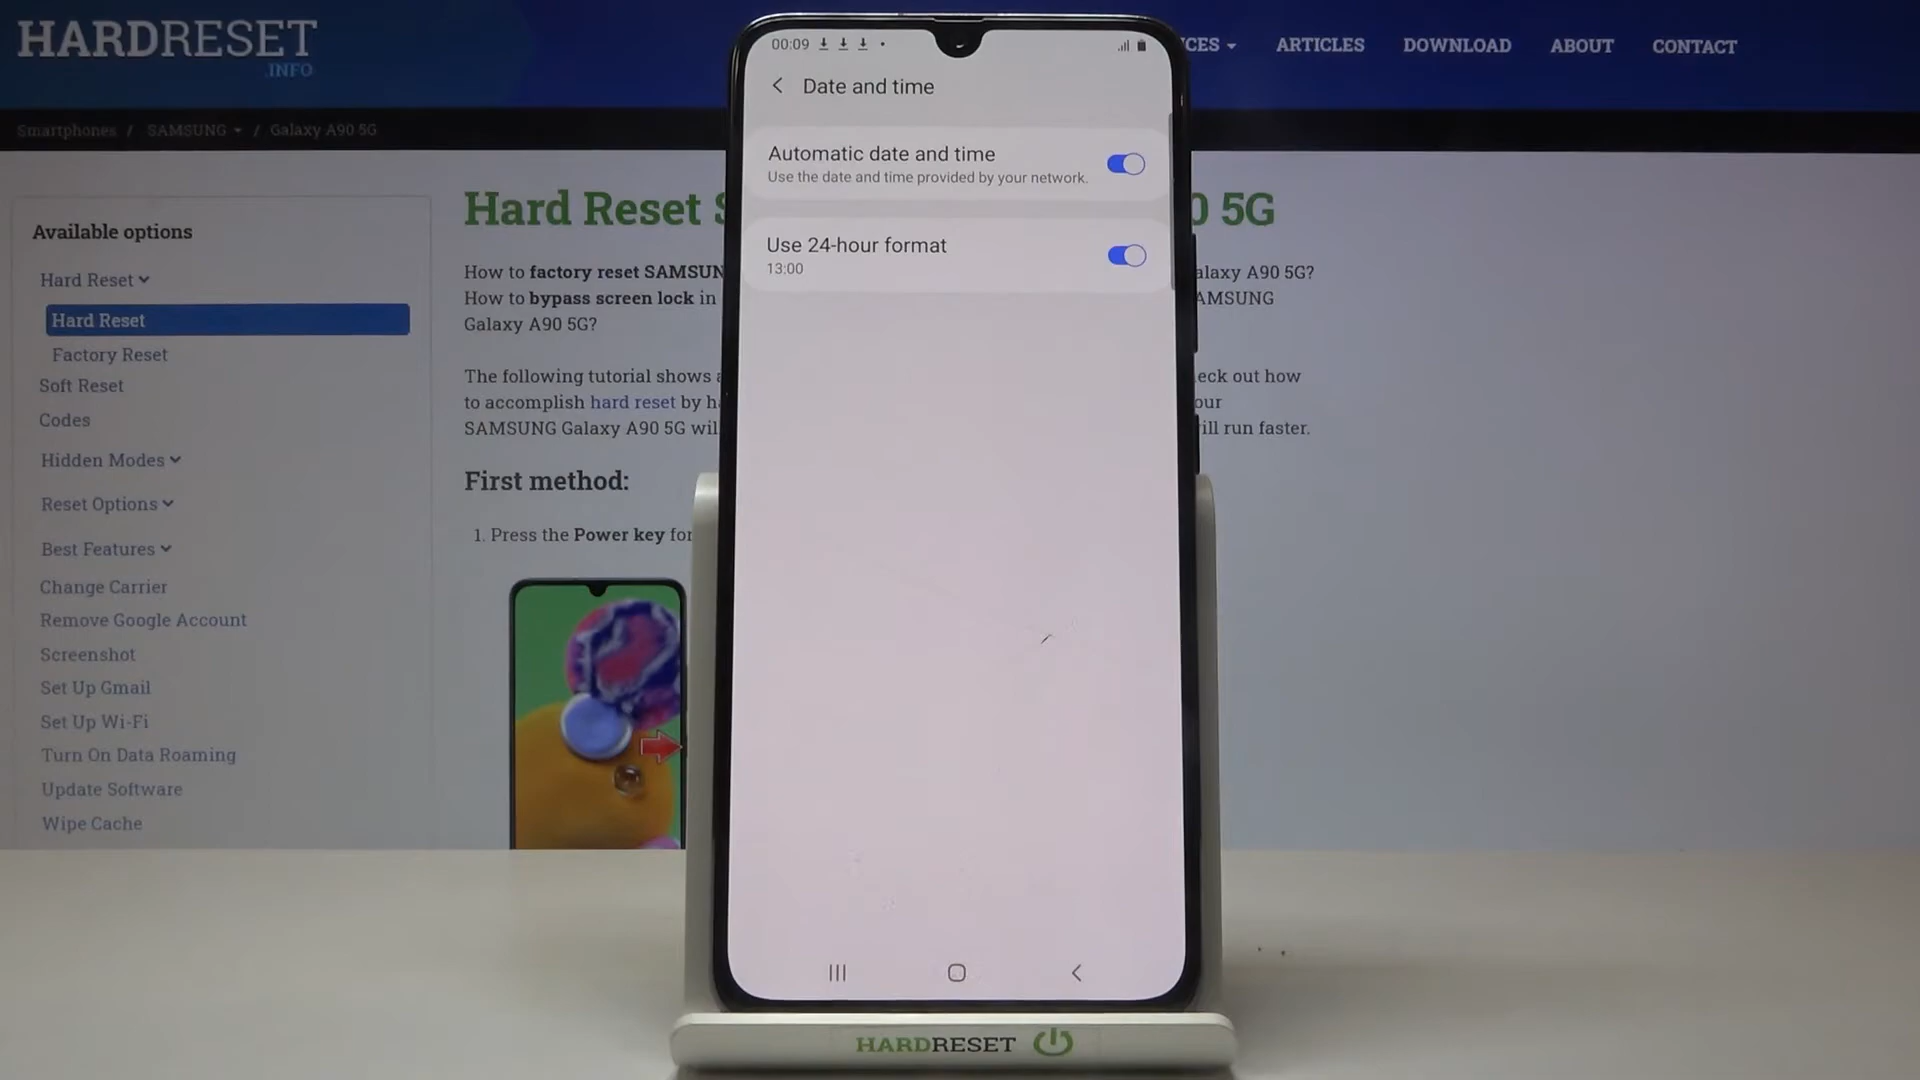 HARDRESET
.INFO
CES
ARTICLES
DOWNLOAD
ABOUT
CONTACT
Smartphones / SAMSUNG / Galaxy A90 5G
Available options
Hard Reset
Hard Reset
Factory Reset
Soft Reset
Codes
Hidden Modes
Reset Options
Best Features
Change Carrier
Remove Google Account
Screenshot
Set Up Gmail
Set Up Wi-Fi
Turn On Data Roaming
Update Software
Wipe Cache
Hard Reset S
0 5G
How to factory reset SAMSUN
alaxy A90 5G?
How to bypass screen lock in
AMSUNG
Galaxy A90 5G?
The following tutorial shows a
eck out how
to accomplish hard reset by ha
our
SAMSUNG Galaxy A90 5G wil
ill run faster.
First method:
1. Press the Power key for
00:09
Date and time
Automatic date and time
Use the date and time provided by your network.
Use 24-hour format
13:00
HARDRESET